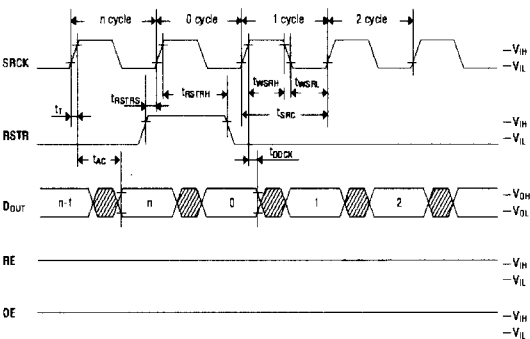 n cycle 0 cycle 1 cycle 2 cycle
SRCK
VIH
VIL
tT tRSTRS tRSTRH tWSRH tWSRL
tSRC
RSTR
VIH
VIL
tAC tDDCK
DOUT n-1 n 0 1 2
VOH
VOL
RE
VIH
VIL
OE
VIH
VIL